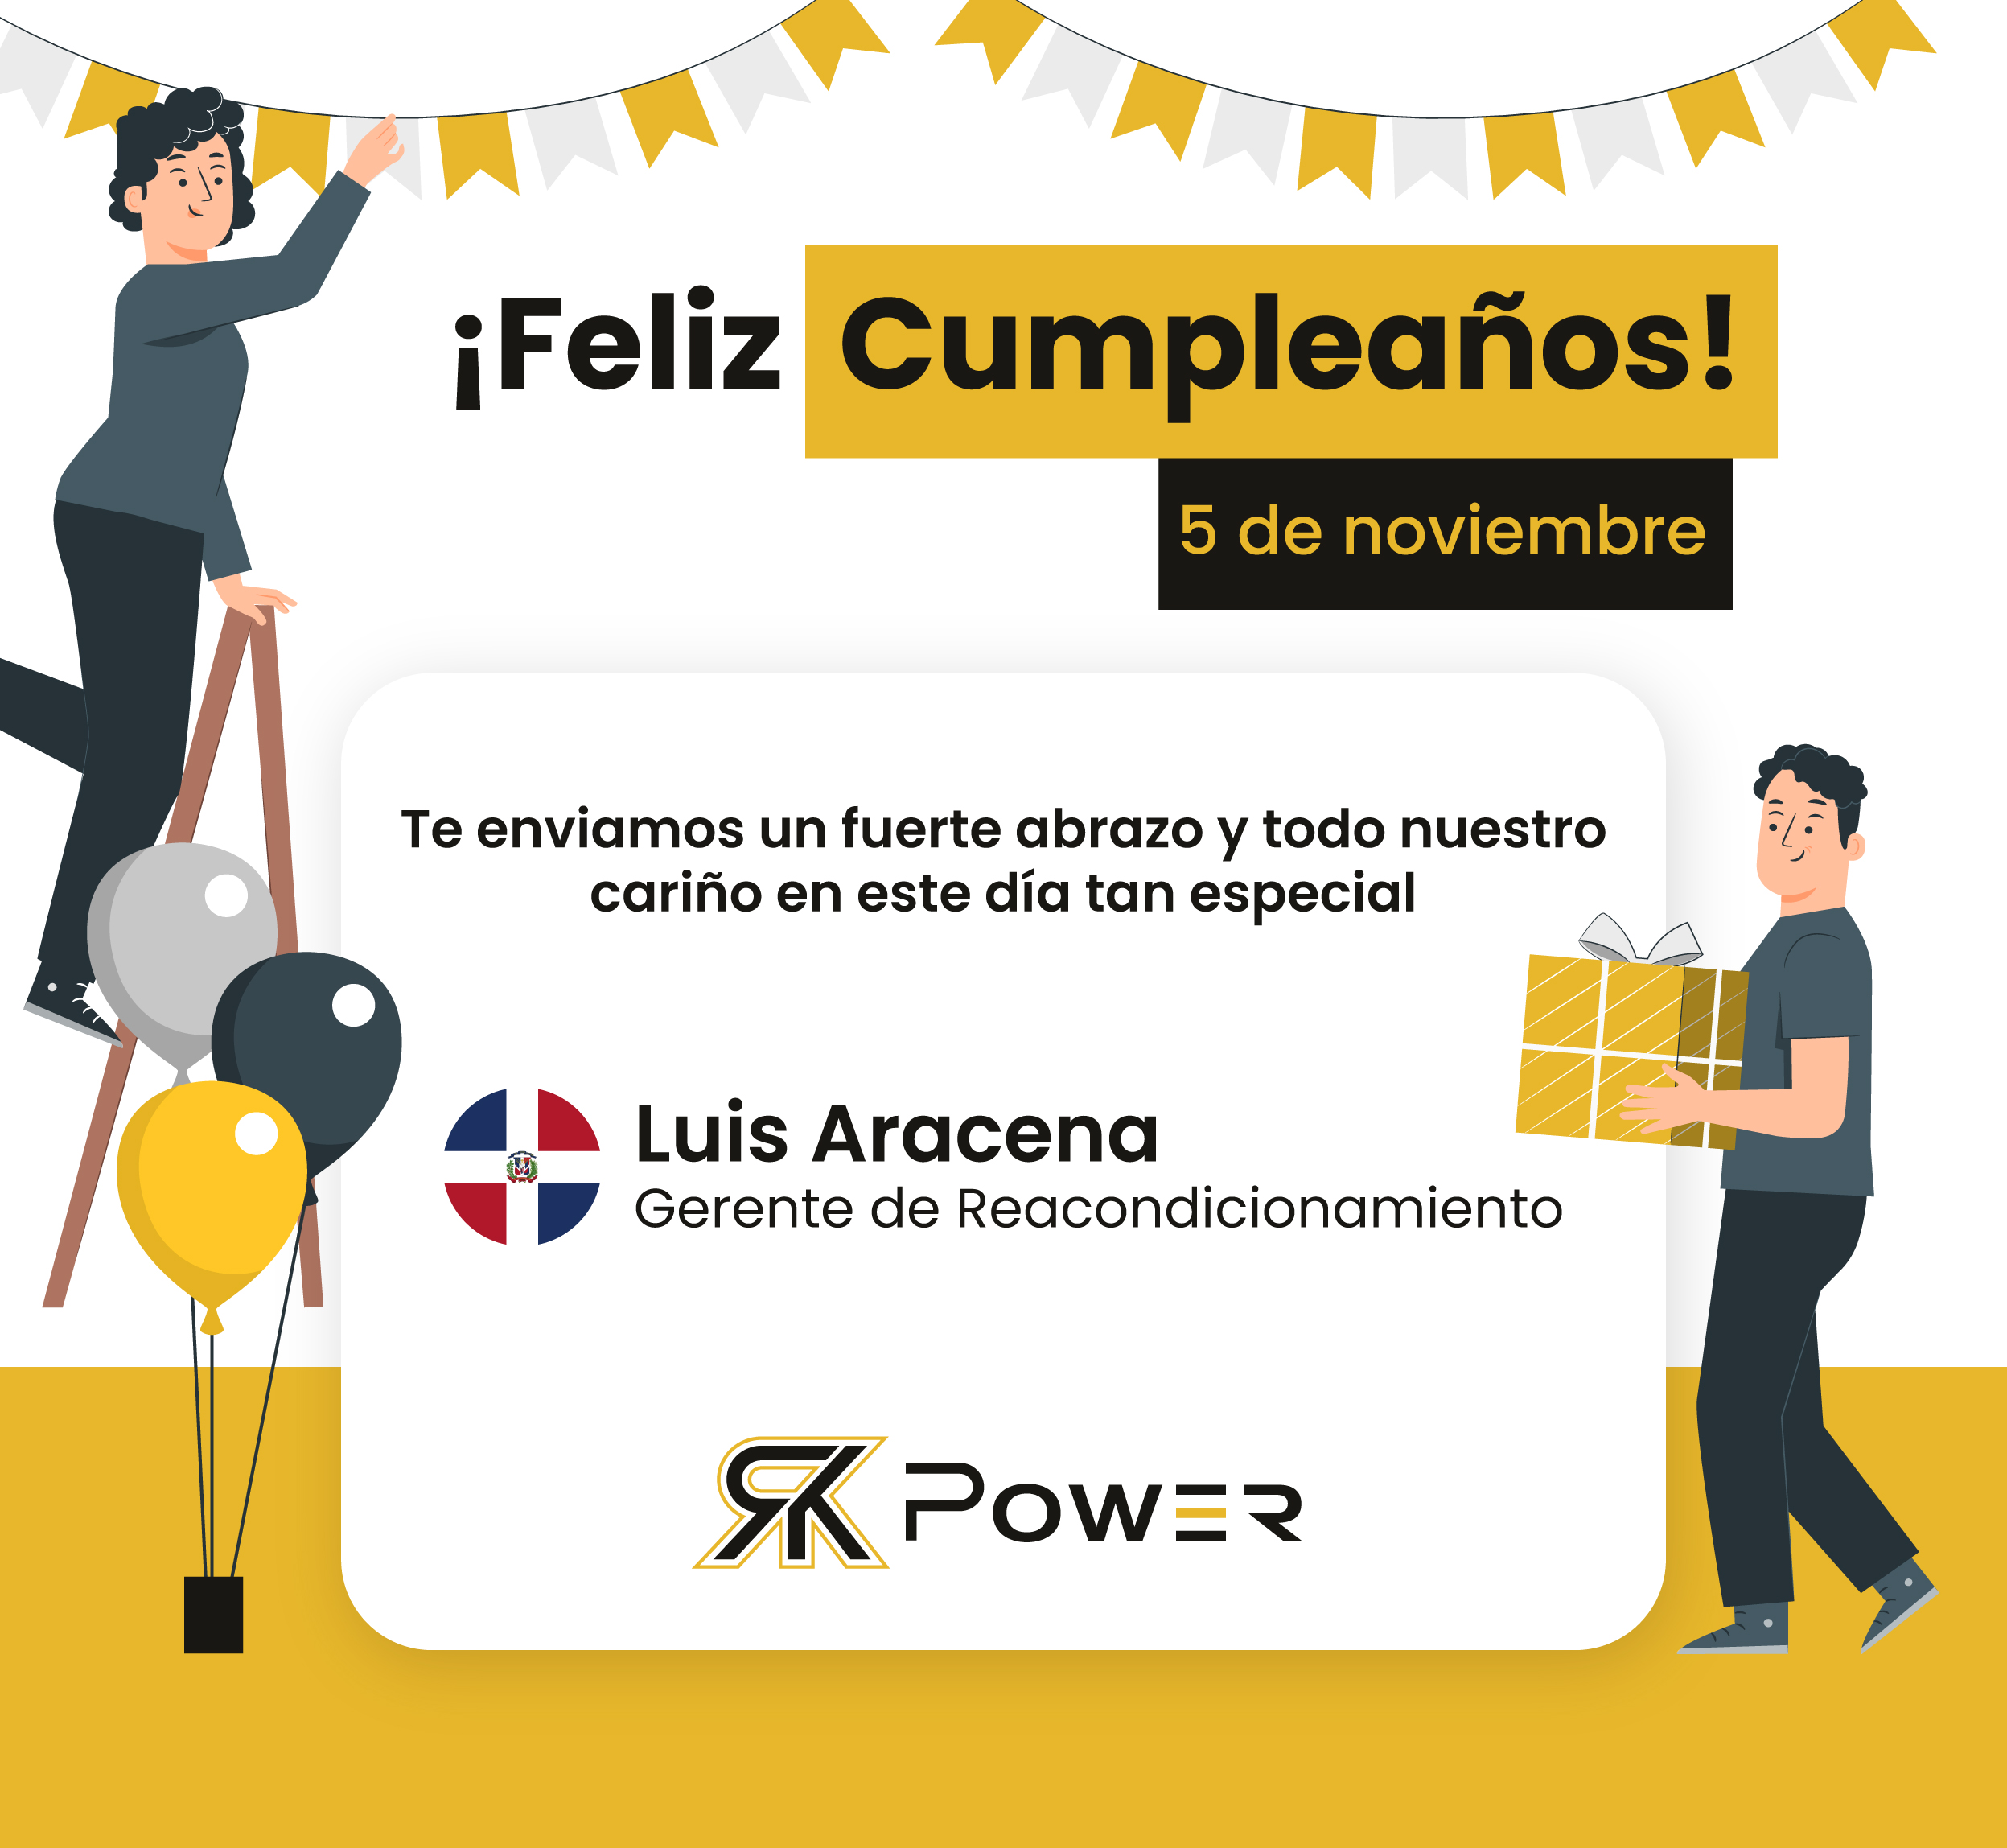 ¡Feliz Cumpleaños!
5 de noviembre
Te enviamos un fuerte abrazo y todo nuestro
cariño en este día tan especial
Luis Aracena
Gerente de Reacondicionamiento
RK Power